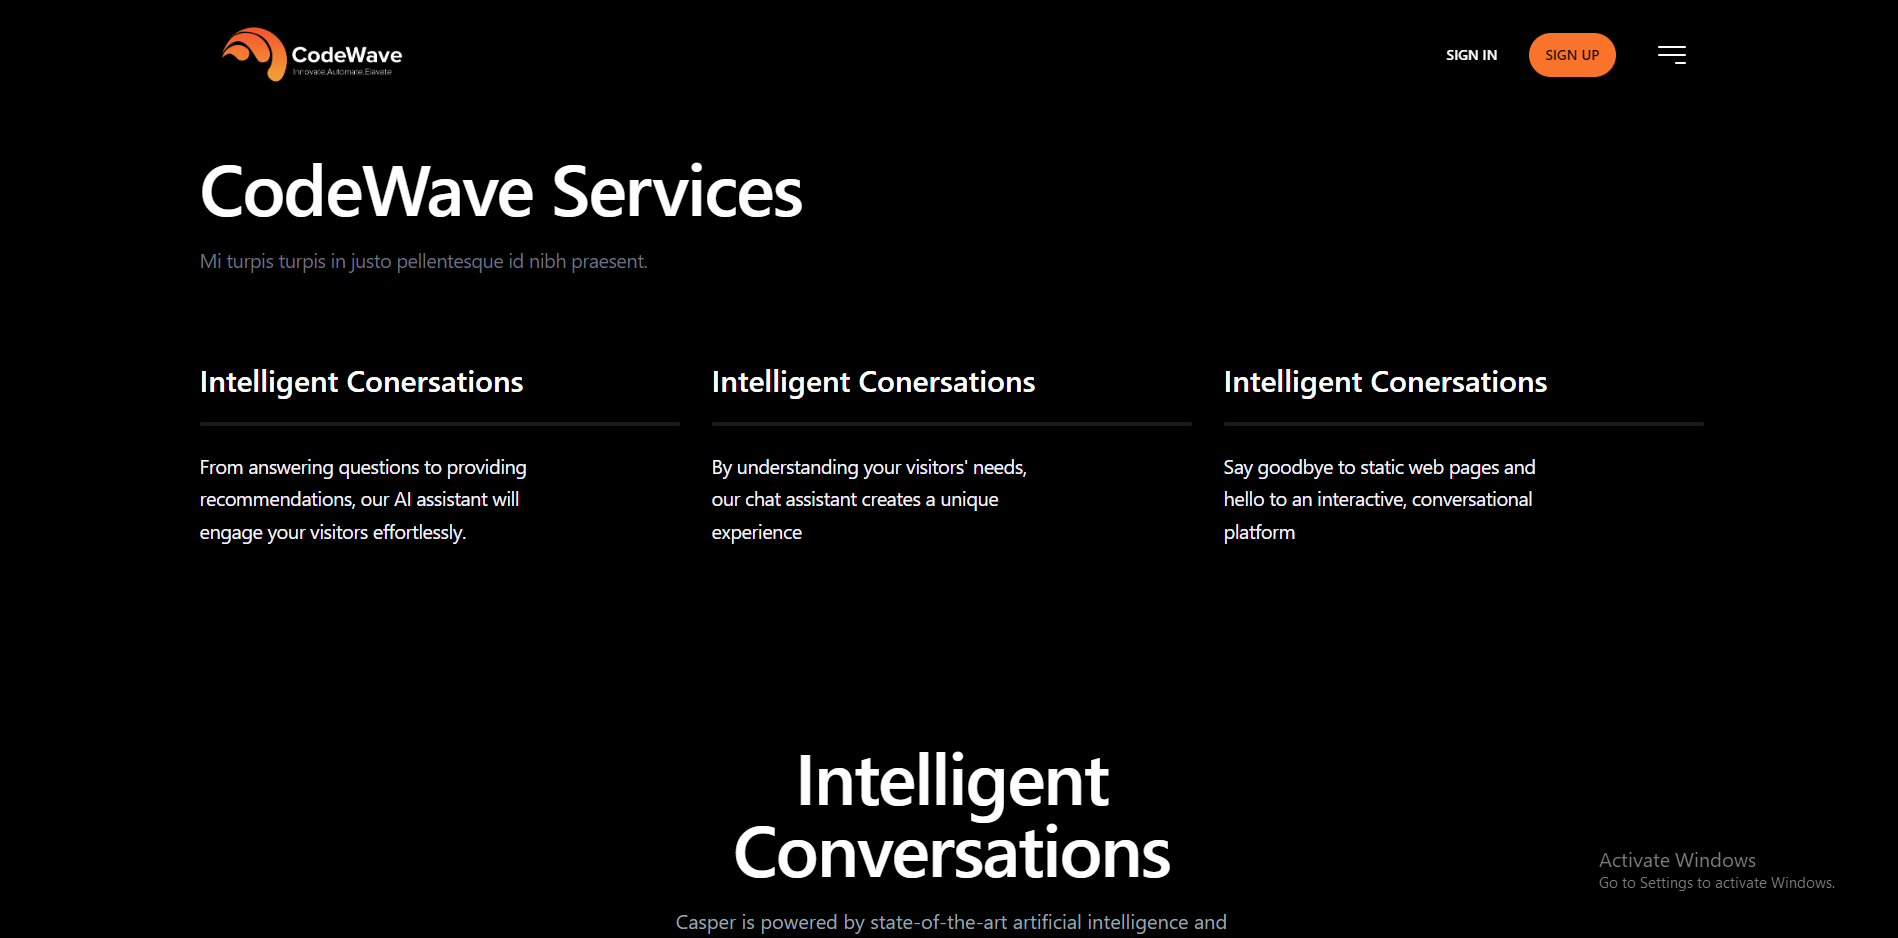 CodeWave
Innovate.Automate.Elavate
SIGN IN
SIGN UP
CodeWave Services
Mi turpis turpis in justo pellentesque id nibh praesent.
Intelligent Conersations
From answering questions to providing
recommendations, our AI assistant will
engage your visitors effortlessly.
Intelligent Conersations
By understanding your visitors' needs,
our chat assistant creates a unique
experience
Intelligent Conersations
Say goodbye to static web pages and
hello to an interactive, conversational
platform
Intelligent
Conversations
Casper is powered by state-of-the-art artificial intelligence and
Activate Windows
Go to Settings to activate Windows.